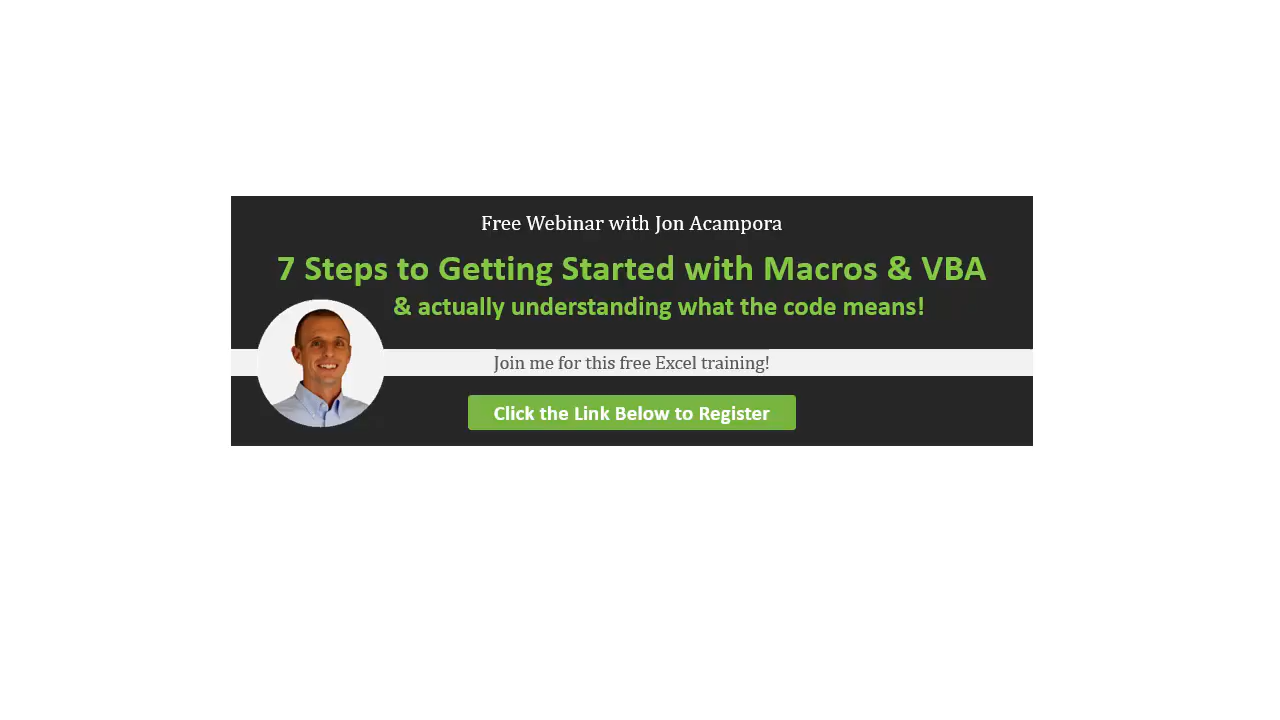 Free Webinar with Jon Acampora
7 Steps to Getting Started with Macros & VBA
& actually understanding what the code means!
Join me for this free Excel training!
Click the Link Below to Register